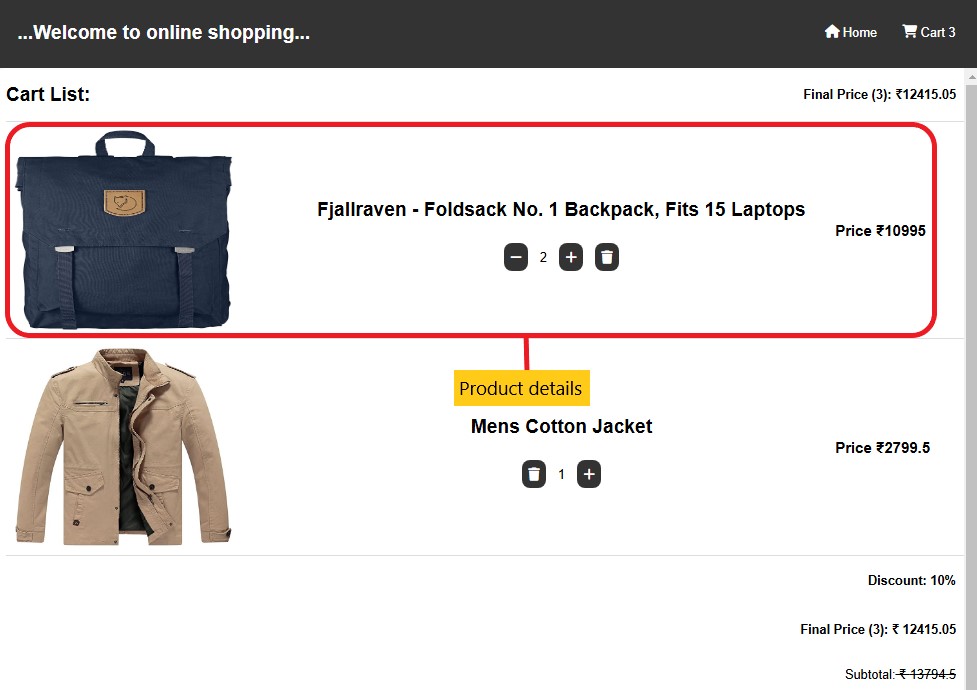 ...Welcome to online shopping...
Home
Cart 3
Cart List:
Final Price (3): ₹12415.05
Fjallraven - Foldsack No. 1 Backpack, Fits 15 Laptops
Price ₹10995
2
Product details
Mens Cotton Jacket
Price ₹2799.5
1
Discount: 10%
Final Price (3): ₹ 12415.05
Subtotal: ₹ 13794.5